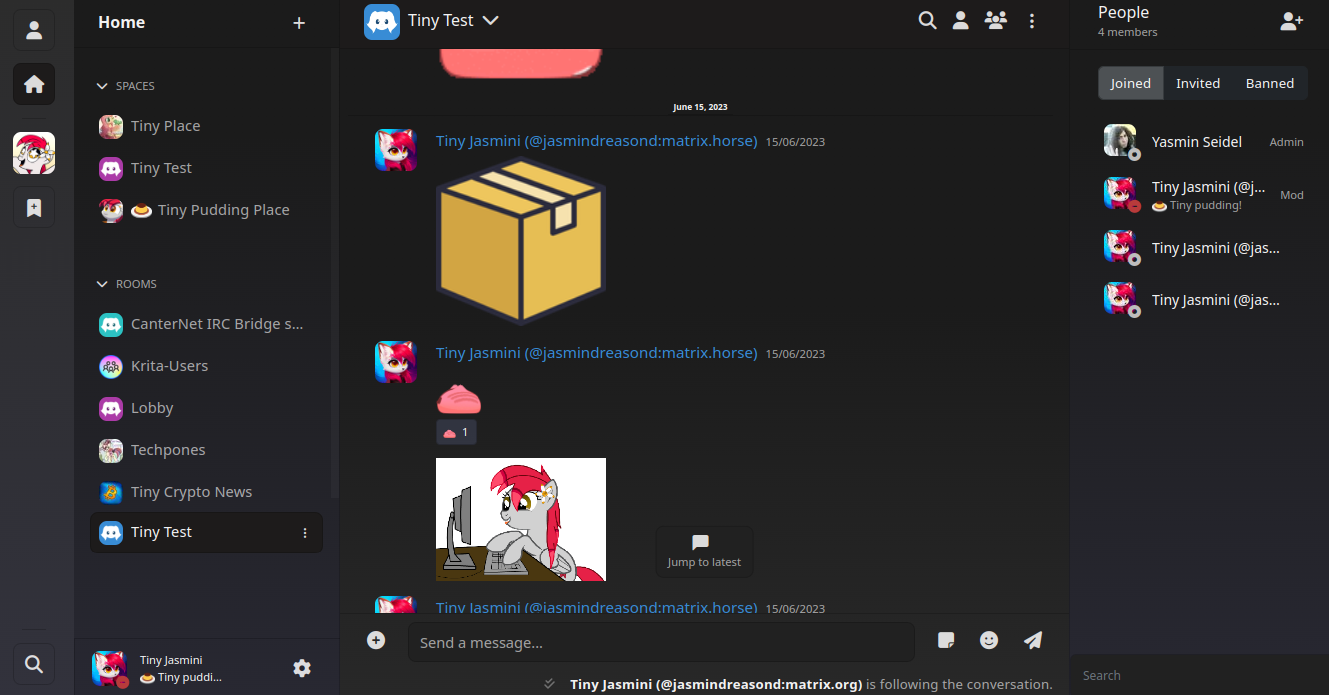 Home
SPACES
Tiny Place
Tiny Test
🍮 Tiny Pudding Place
ROOMS
CanterNet IRC Bridge s...
Krita-Users
Lobby
Techpones
Tiny Crypto News
Tiny Test
Tiny Jasmini
🍮 Tiny puddi...
Tiny Test
June 15, 2023
Tiny Jasmini (@jasmindreasond:matrix.horse) 15/06/2023
Tiny Jasmini (@jasmindreasond:matrix.horse) 15/06/2023
1
Jump to latest
Tiny Jasmini (@jasmindreasond:matrix.horse) 15/06/2023
Send a message...
Tiny Jasmini (@jasmindreasond:matrix.org) is following the conversation.
People
4 members
Joined Invited Banned
Yasmin Seidel Admin
Tiny Jasmini (@j... Mod
🍮 Tiny pudding!
Tiny Jasmini (@jas...
Tiny Jasmini (@jas...
Search